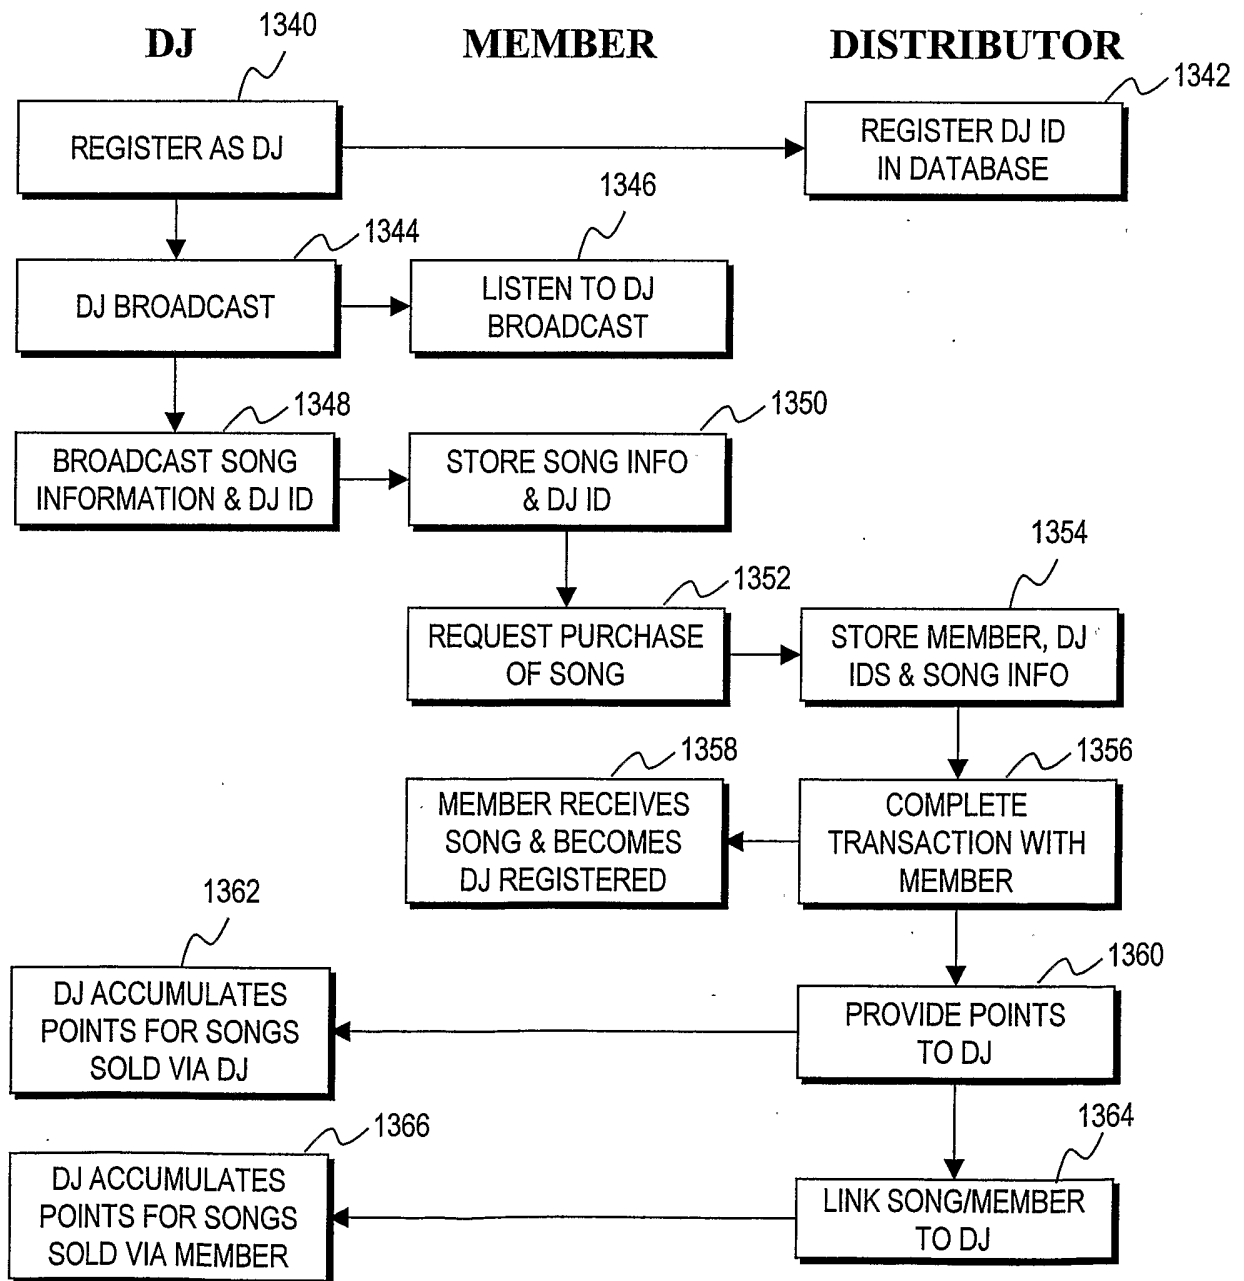 DJ
MEMBER
DISTRIBUTOR
1340
1342
REGISTER AS DJ
REGISTER DJ ID
IN DATABASE
1344
1346
DJ BROADCAST
LISTEN TO DJ
BROADCAST
1348
1350
BROADCAST SONG
INFORMATION & DJ ID
STORE SONG INFO
& DJ ID
1352
1354
REQUEST PURCHASE
OF SONG
STORE MEMBER, DJ
IDS & SONG INFO
1358
1356
MEMBER RECEIVES
SONG & BECOMES
DJ REGISTERED
COMPLETE
TRANSACTION WITH
MEMBER
1362
1360
DJ ACCUMULATES
POINTS FOR SONGS
SOLD VIA DJ
PROVIDE POINTS
TO DJ
1366
1364
DJ ACCUMULATES
POINTS FOR SONGS
SOLD VIA MEMBER
LINK SONG/MEMBER
TO DJ